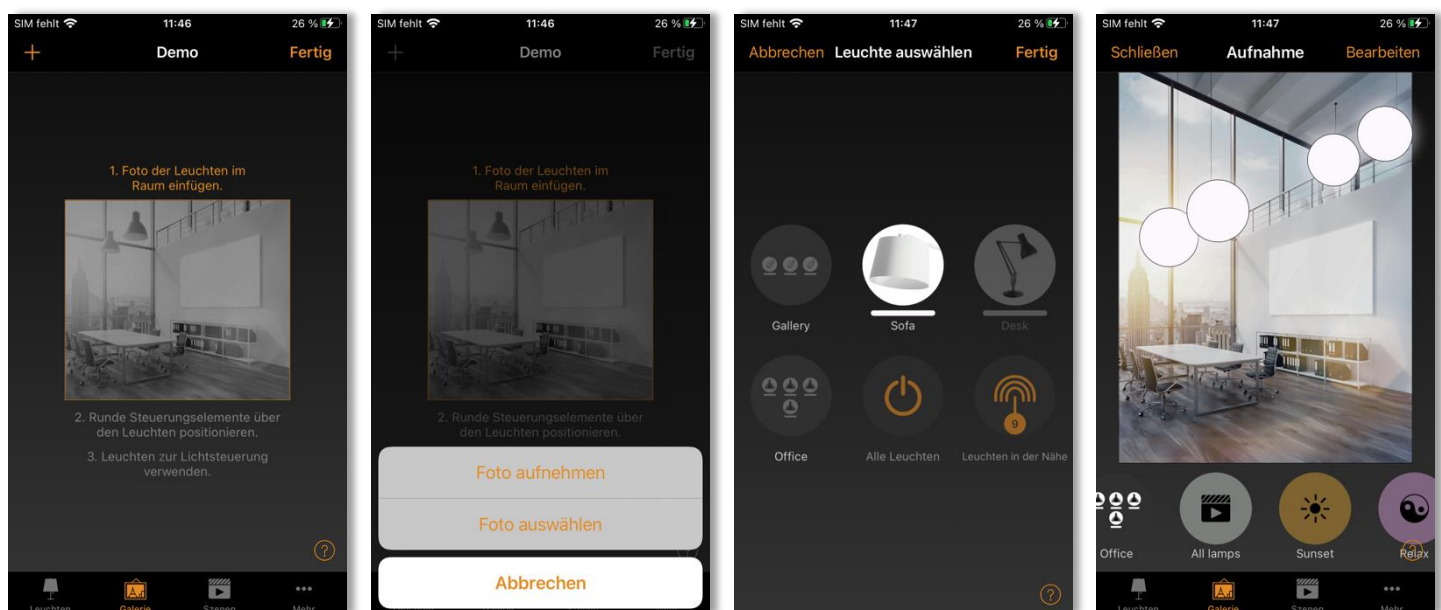 SIM fehlt
11:46
26 %
Demo
Fertig
1. Foto der Leuchten im
Raum einfügen.
2. Runde Steuerungselemente über
den Leuchten positionieren.
3. Leuchten zur Lichtsteuerung
verwenden.
?
Leuchten
Galerie
Szenen
Mehr
SIM fehlt
11:46
26 %
Demo
Fertig
1. Foto der Leuchten im
Raum einfügen.
2. Runde Steuerungselemente über
den Leuchten positionieren.
Foto aufnehmen
Foto auswählen
Abbrechen
SIM fehlt
11:47
26 %
Abbrechen
Leuchte auswählen
Fertig
Gallery
Sofa
Desk
9
Office
Alle Leuchten
Leuchten in der Nähe
?
SIM fehlt
11:47
26 %
Schließen
Aufnahme
Bearbeiten
Office
All lamps
Sunset
Relax
?
Leuchten
Galerie
Szenen
Mehr